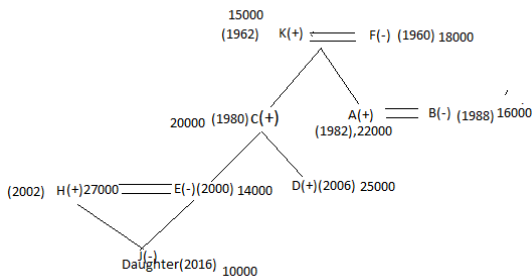 15000
(1962) K(+) F(-) (1960) 18000
20000 (1980) C(+) A(+) B(-) (1988) 16000
(1982),22000
(2002) H(+)27000 E(-)(2000) 14000 D(+)(2006) 25000
J(-)
Daughter(2016) 10000